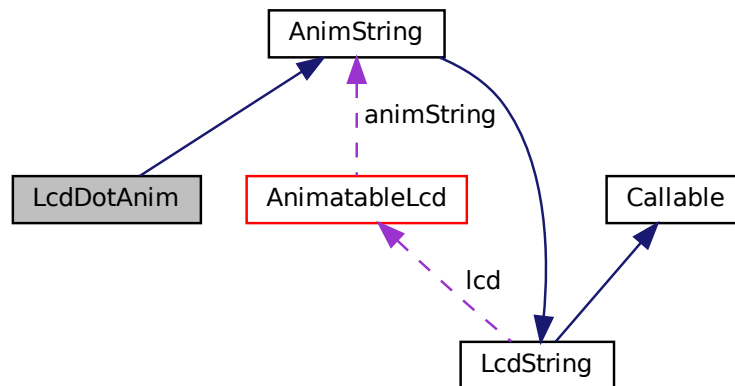 AnimString
animString
LcdDotAnim
AnimatableLcd
Callable
lcd
LcdString